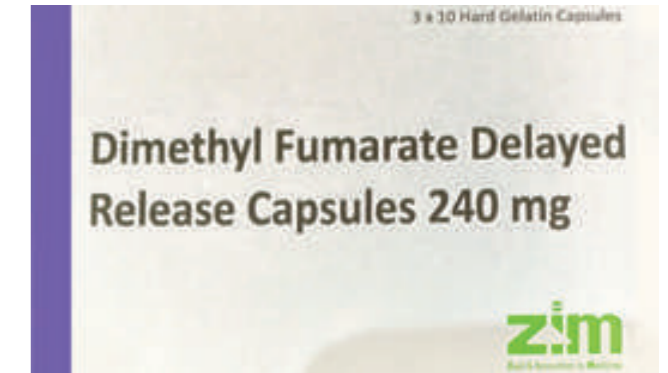 3 x 10 Hard Gelatin Capsules
Dimethyl Fumarate Delayed
Release Capsules 240 mg
zim